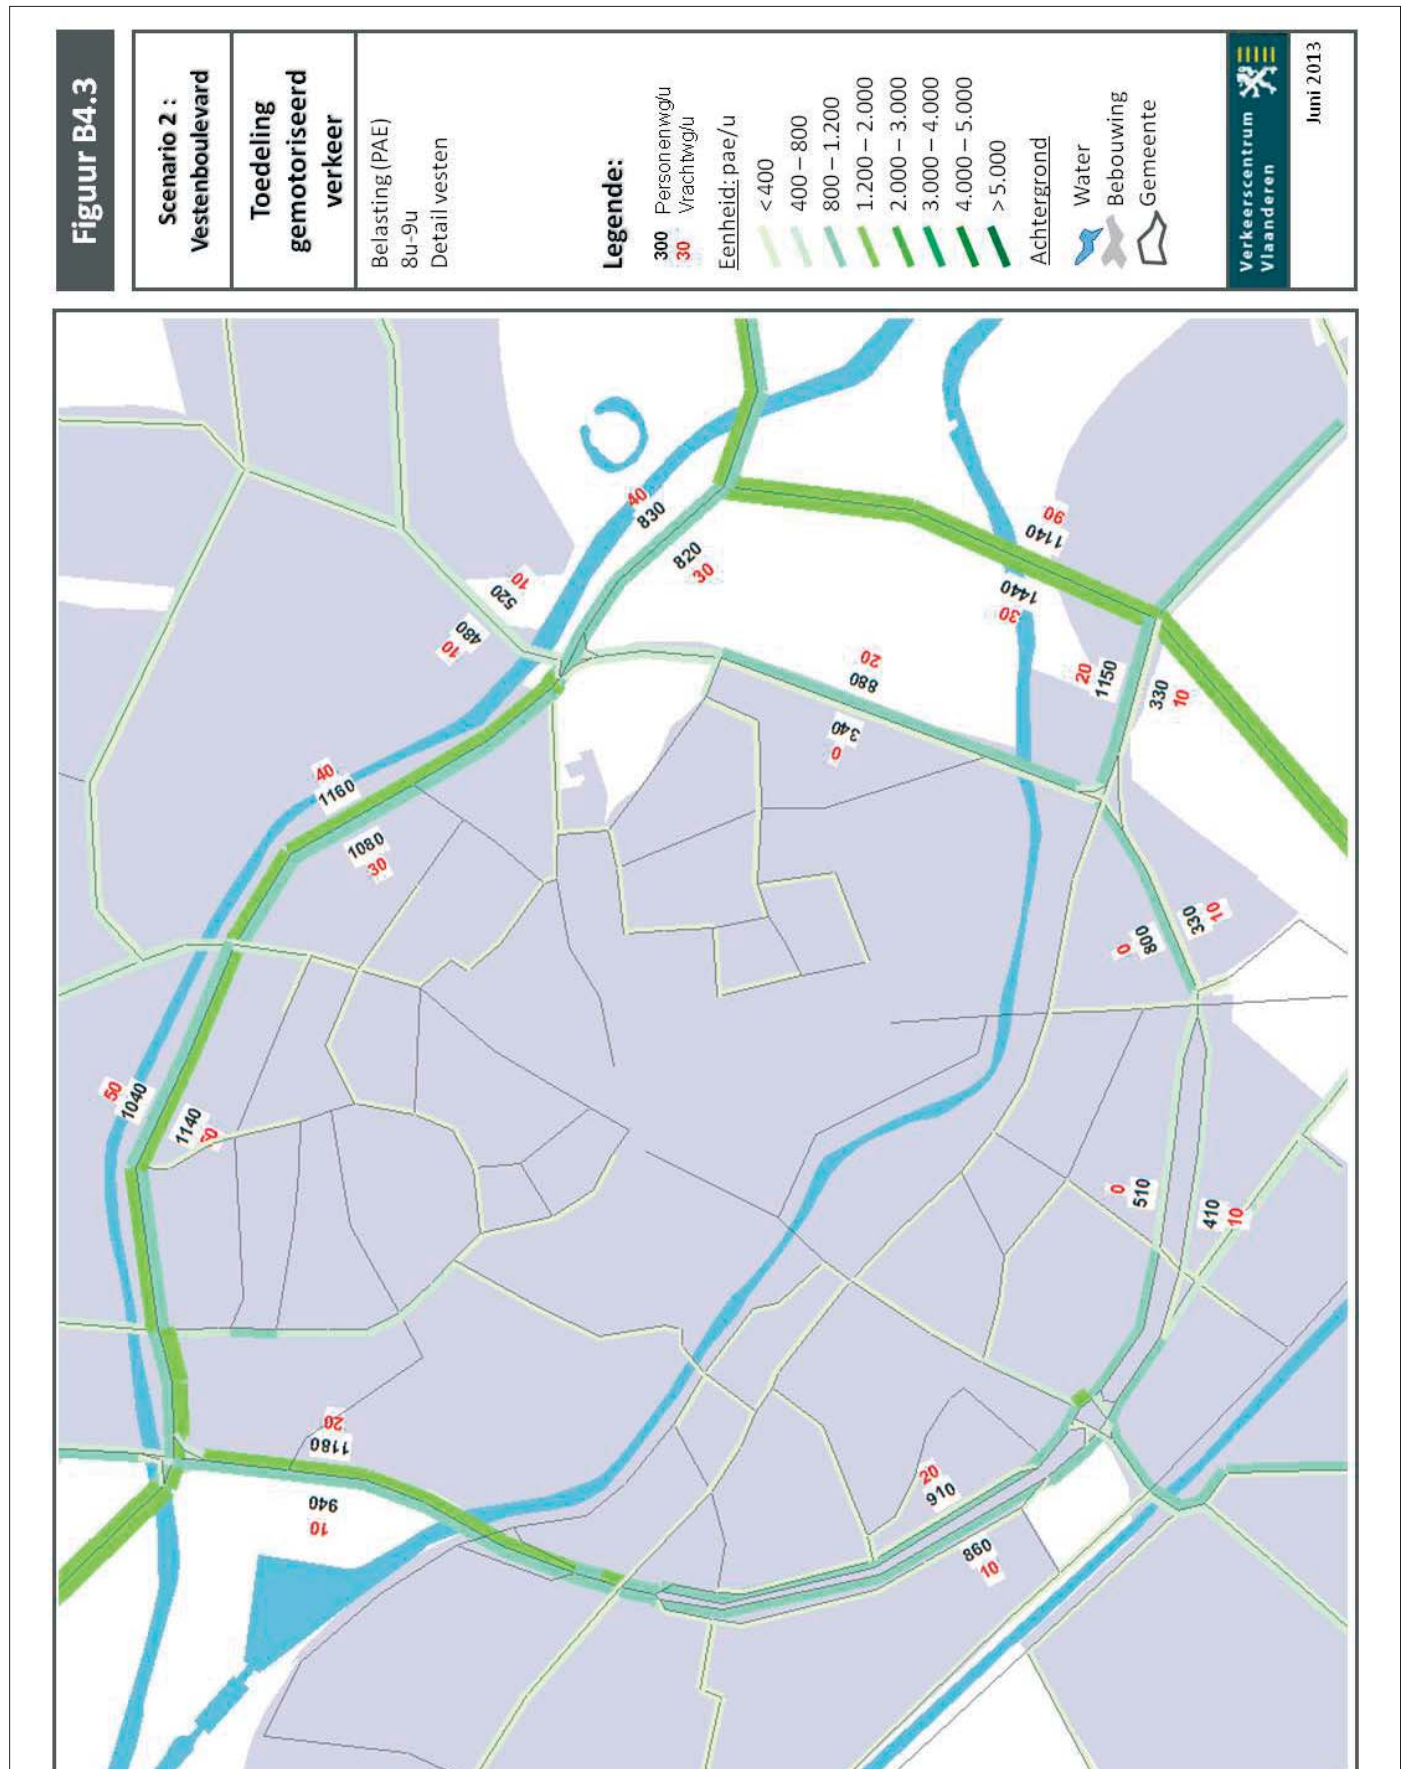 Figuur B4.3
Scenario 2 :
Vestenboulevard
Toedeling
gemotoriseerd
verkeer
Belasting (PAE)
8u-9u
Detail vesten
Legende:
300 Personenwg/u
30 Vrachtwg/u
Eenheid: pae/u
< 400
400 – 800
800 – 1.200
1.200 – 2.000
2.000 – 3.000
3.000 – 4.000
4.000 – 5.000
> 5.000
Achtergrond
Water
Bebouwing
Gemeente
Verkeerscentrum
Vlaanderen
Juni 2013
40
830
820
30
10
520
480
10
90
1140
1440
30
20
880
340
0
20
1150
330
10
40
1160
1080
30
0
800
330
10
50
1040
1140
0
510
410
10
20
1180
940
10
20
910
860
10